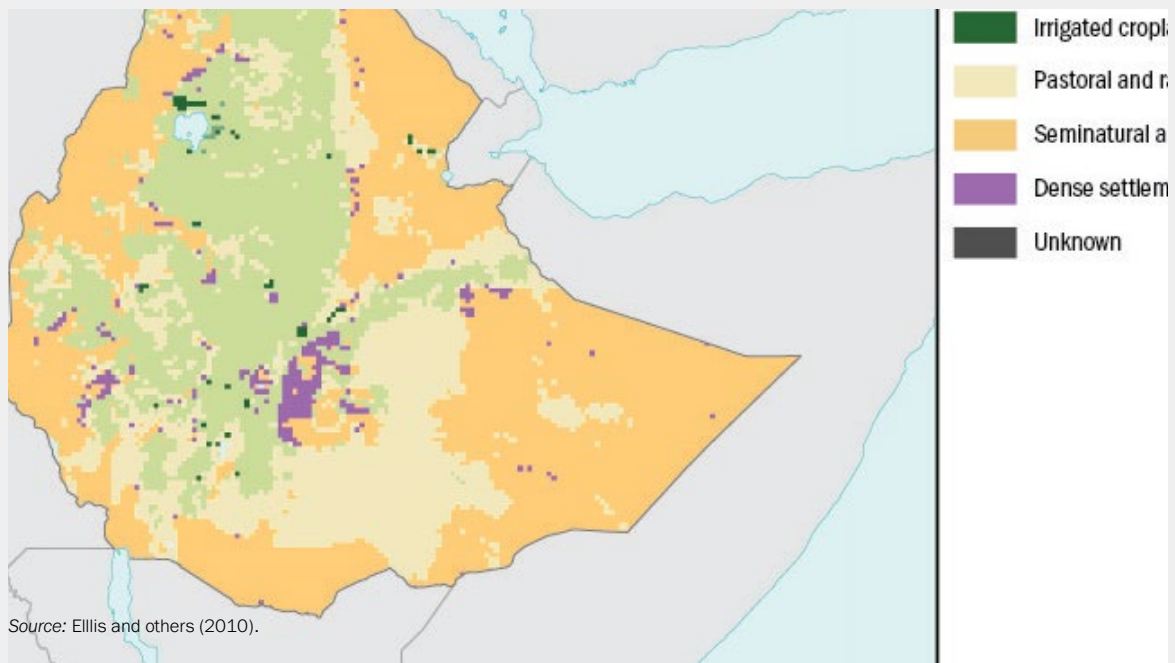 Irrigated cropl
Pastoral and r
Seminatural a
Dense settlem
Unknown
Source: Elllis and others (2010).